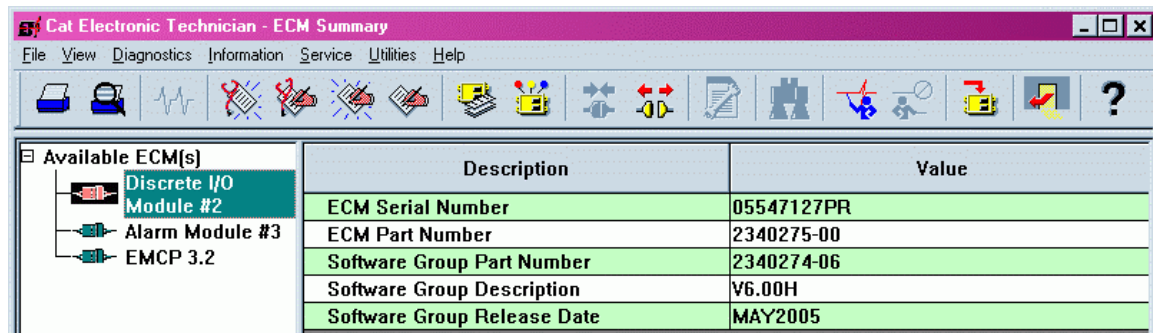 Cat Electronic Technician - ECM Summary
File View Diagnostics Information Service Utilities Help
Available ECM(s)
Discrete I/O
Module #2
Alarm Module #3
EMCP 3.2
Description Value
ECM Serial Number 05547127PR
ECM Part Number 2340275-00
Software Group Part Number 2340274-06
Software Group Description V6.00H
Software Group Release Date MAY2005